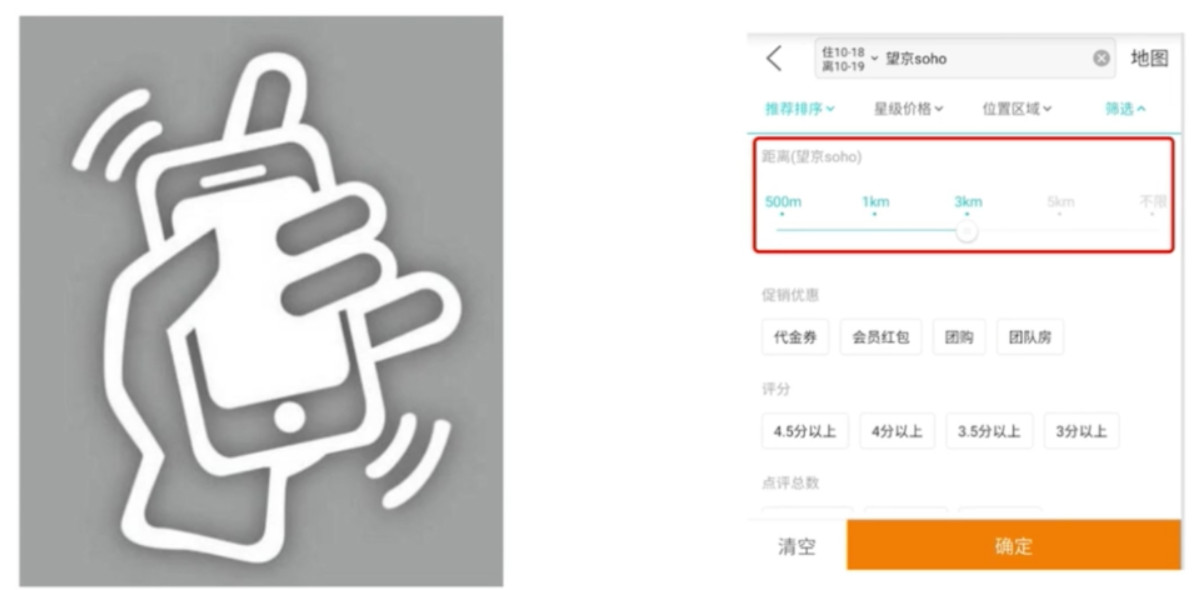 住10-18
离10-19
望京soho
地图
推荐排序 星级价格 位置区域 筛选
距离(望京soho)
500m 1km 3km 5km 不限
促销优惠
代金券 会员红包 团购 团队房
评分
4.5分以上 4分以上 3.5分以上 3分以上
点评总数
清空 确定